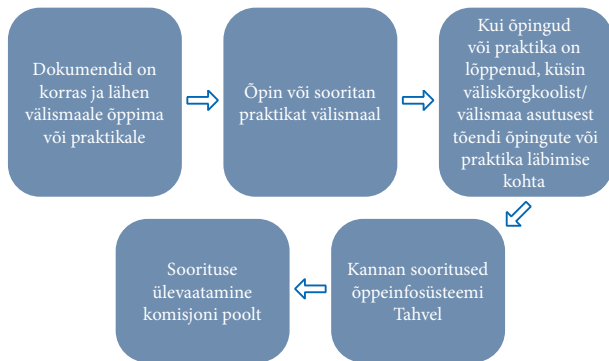 Dokumendid on
korras ja lähen
välismaale õppima
või praktikale
Õpin või sooritan
praktikat välismaal
Kui õpingud
või praktika on
lõppenud, küsin
väliskõrgkoolist/
välismaa asutusest
tõendi õpingute või
praktika läbimise
kohta
Kannan sooritused
õppeinfosüsteemi
Tahvel
Soorituse
ülevaatamine
komisjoni poolt